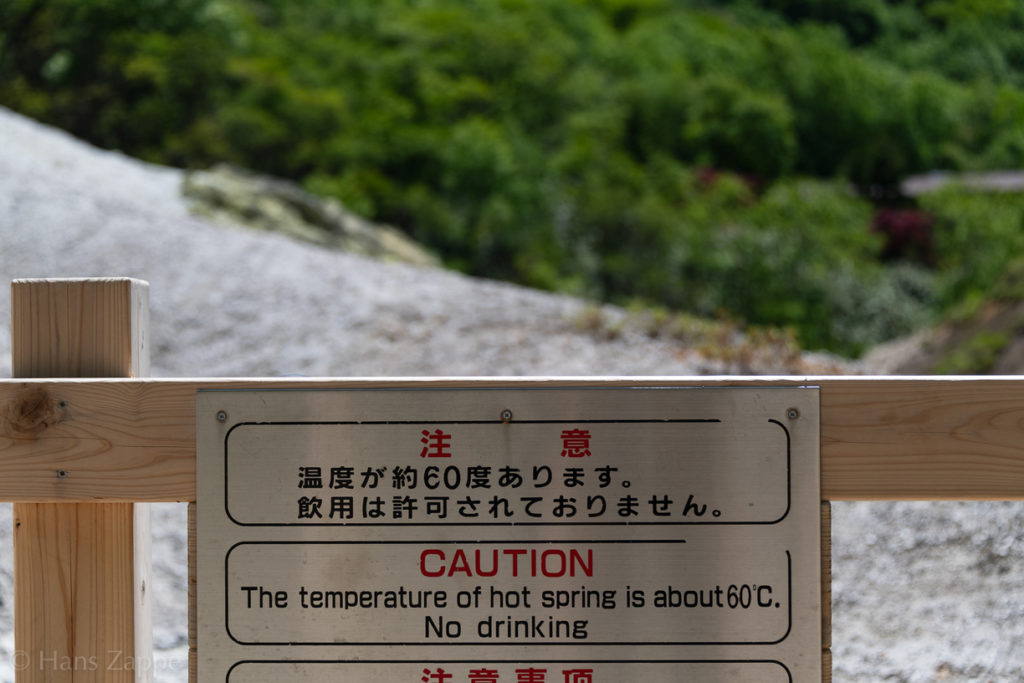 注 意
温度が約60度あります。
飲用は許可されておりません。
CAUTION
The temperature of hot spring is about 60℃.
No drinking
注意事項
© Hans Zappe